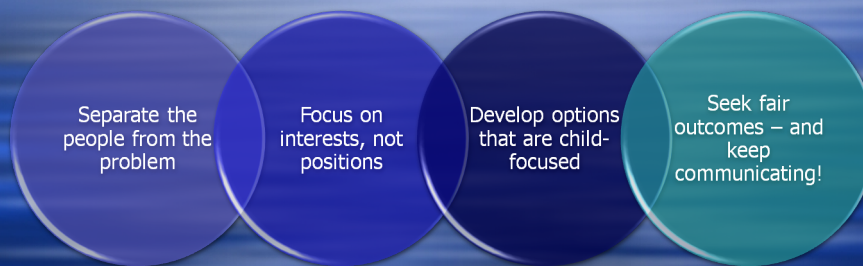 Separate the
people from the
problem
Focus on
interests, not
positions
Develop options
that are child-
focused
Seek fair
outcomes – and
keep
communicating!